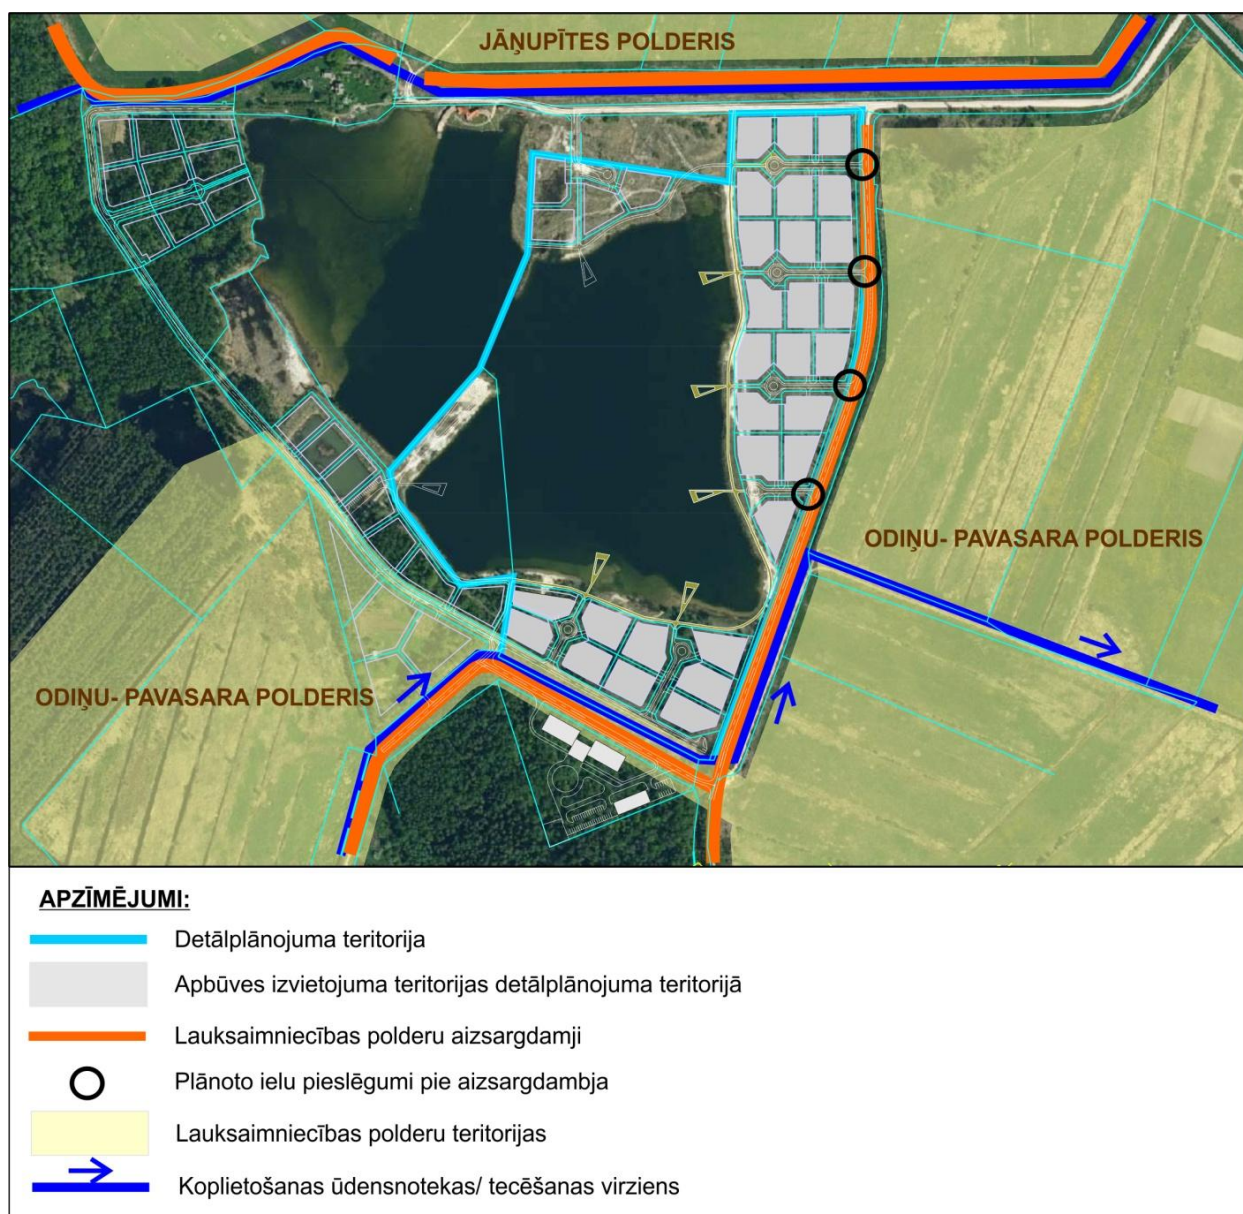 JĀŅUPĪTES POLDERIS
ODIŅU- PAVASARA POLDERIS
ODIŅU- PAVASARA POLDERIS
APZĪMĒJUMI:
Detālplānojuma teritorija
Apbūves izvietojuma teritorijas detālplānojuma teritorijā
Lauksaimniecības polderu aizsargdamji
Plānoto ielu pieslēgumi pie aizsargdambja
Lauksaimniecības polderu teritorijas
Koplietošanas ūdensnotekas/ tecēšanas virziens